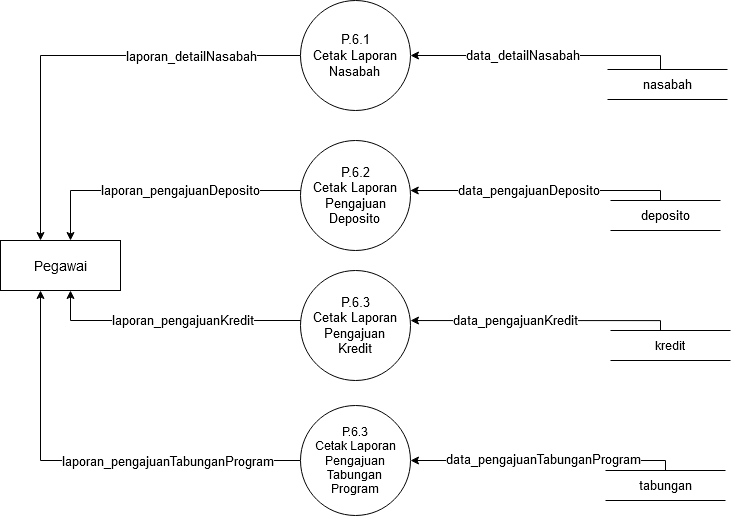 P.6.1
Cetak Laporan
Nasabah
laporan_detailNasabah
data_detailNasabah
nasabah
P.6.2
Cetak Laporan
Pengajuan
Deposito
laporan_pengajuanDeposito
data_pengajuanDeposito
deposito
Pegawai
P.6.3
Cetak Laporan
Pengajuan
Kredit
laporan_pengajuanKredit
data_pengajuanKredit
kredit
P.6.3
Cetak Laporan
Pengajuan
Tabungan
Program
laporan_pengajuanTabunganProgram
data_pengajuanTabunganProgram
tabungan